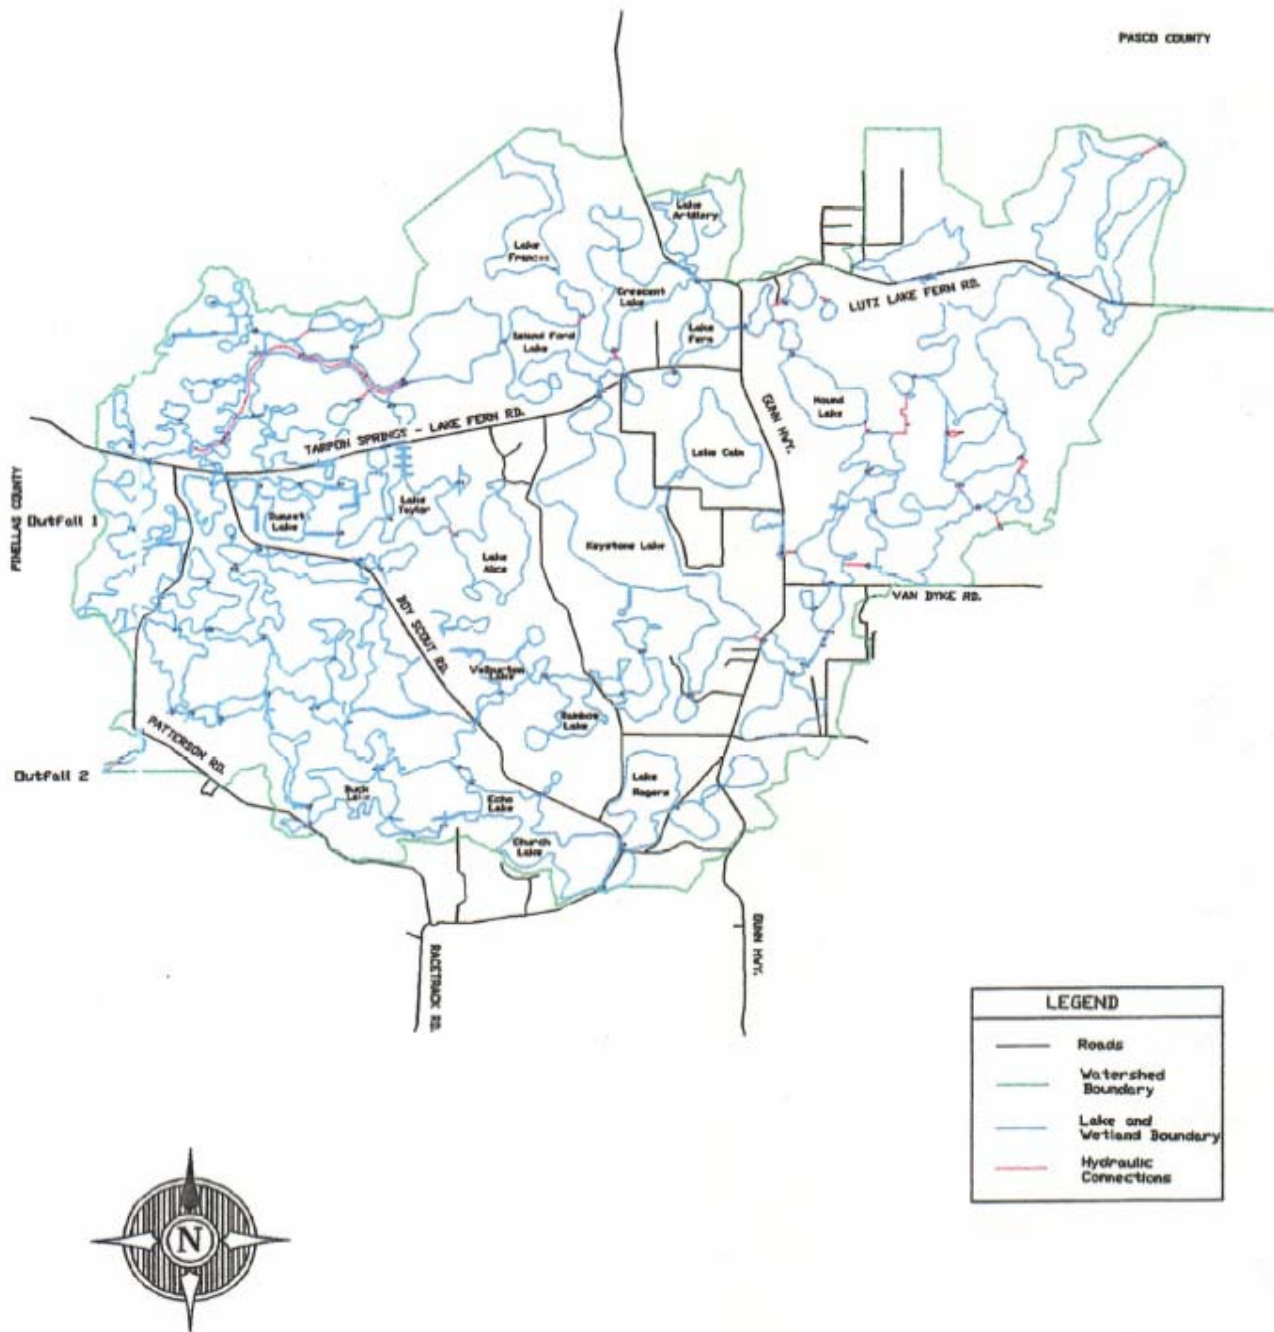 PASCO COUNTY
Lake
Artillery
Lake
Frances
Crescent
Lake
LUTZ LAKE FERN RD.
Island Ford
Lake
Lake
Fern
Mound
Lake
GUNN HWY.
TARPON SPRINGS - LAKE FERN RD.
Lake Calm
PINELLAS COUNTY
Outfall 1
Sunset
Lake
Lake
Taylor
Lake
Alice
Keystone Lake
VAN DYKE RD.
BOY SCOUT RD.
Lake
Rainbow
Lake
PATTERSON RD.
Outfall 2
Buck
Lake
Echo
Lake
Lake
Rogers
Church
Lake
RACETRACK RD.
GUNN HWY.
LEGEND
Roads
Watershed
Boundary
Lake and
Wetland Boundary
Hydraulic
Connections
N